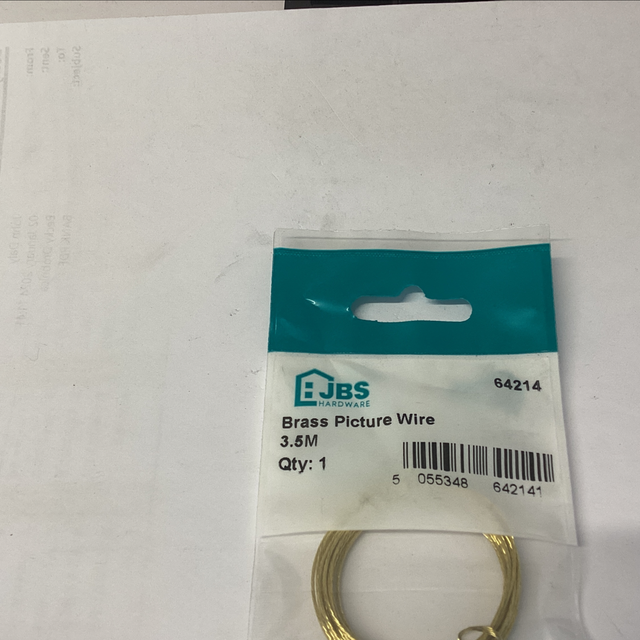 JBS
HARDWARE
64214
Brass Picture Wire
3.5M
Qty: 1
5 055348 642141